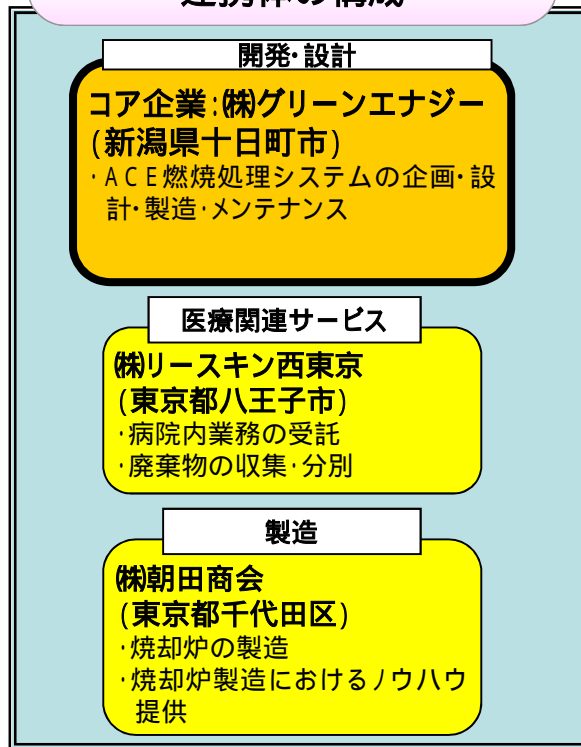 連携体の構成
開発・設計
コア企業:㈱グリーンエナジー
(新潟県十日町市)
・ACE燃焼処理システムの企画・設
計・製造・メンテナンス
医療関連サービス
㈱リースキン西東京
(東京都八王子市)
・病院内業務の受託
・廃棄物の収集・分別
製造
㈱朝田商会
(東京都千代田区)
・焼却炉の製造
・焼却炉製造におけるノウハウ
提供